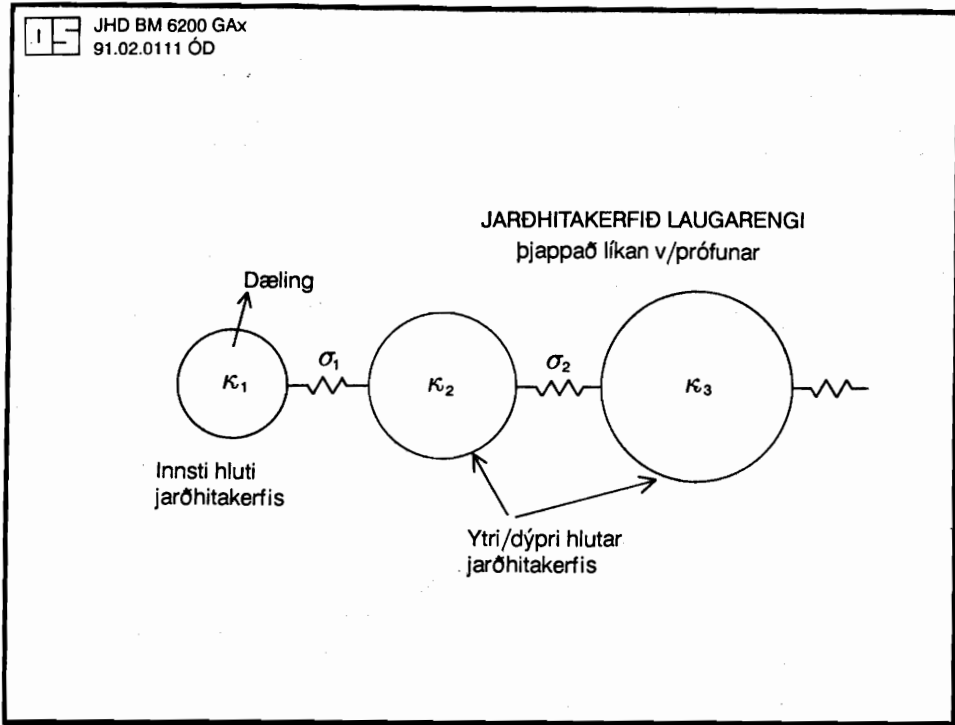 JHD BM 6200 GAx
91.02.0111 ÓD
JARÐHITAKERFIÐ LAUGARENGI
þjappað líkan v/prófunar
Dæling
σ1
σ2
κ1
κ2
κ3
Innsti hluti
jarðhitakerfis
Ytri/dýpri hlutar
jarðhitakerfis